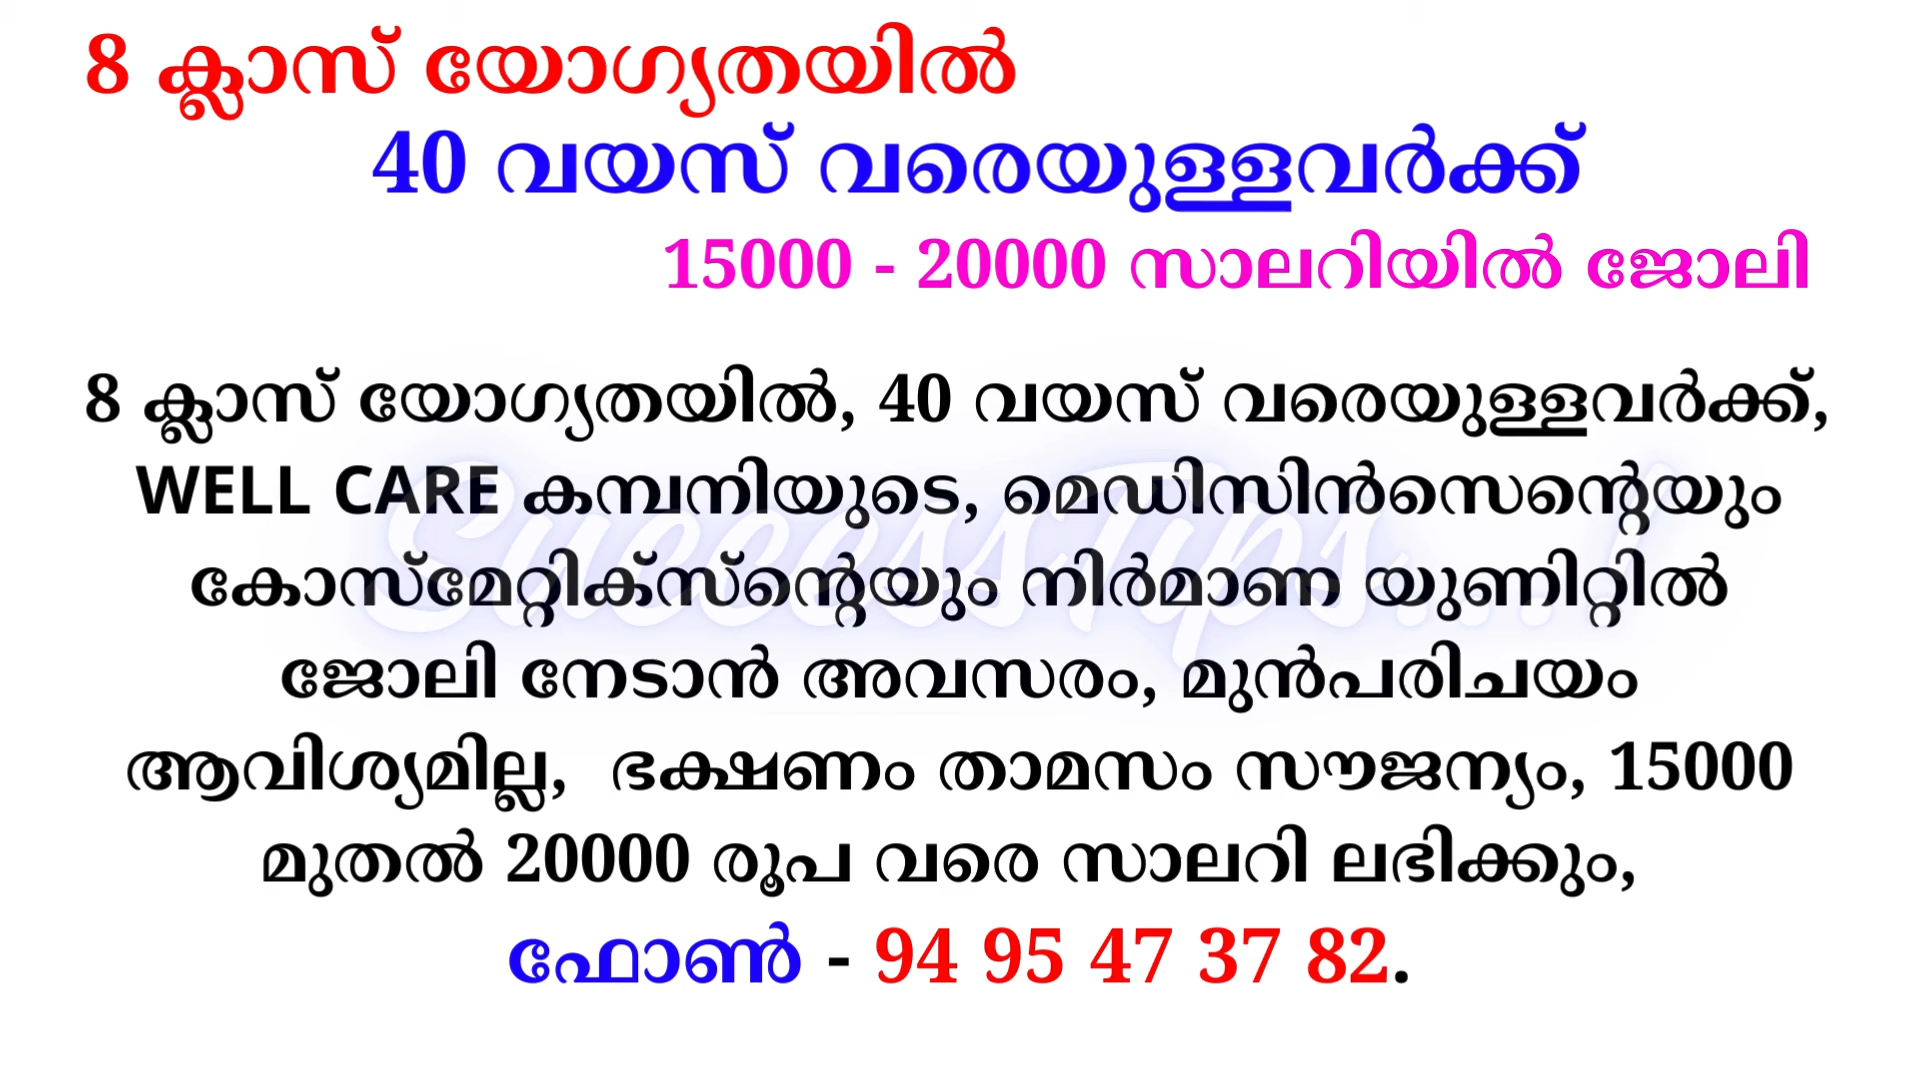 8 ക്ലാസ് യോഗ്യതയിൽ
40 വയസ് വരെയുള്ളവർക്ക്
15000 - 20000 സാലറിയിൽ ജോലി
8 ക്ലാസ് യോഗ്യതയിൽ, 40 വയസ് വരെയുള്ളവർക്ക്,
WELL CARE കമ്പനിയുടെ, മെഡിസിൻസെന്റെയും
കോസ്മേറ്റിക്സ്ന്റെയും നിർമാണ യുണിറ്റിൽ
ജോലി നേടാൻ അവസരം, മുൻപരിചയം
ആവിശ്യമില്ല, ഭക്ഷണം താമസം സൗജന്യം, 15000
മുതൽ 20000 രൂപ വരെ സാലറി ലഭിക്കും,
ഫോൺ - 94 95 47 37 82.
Success Tips...!